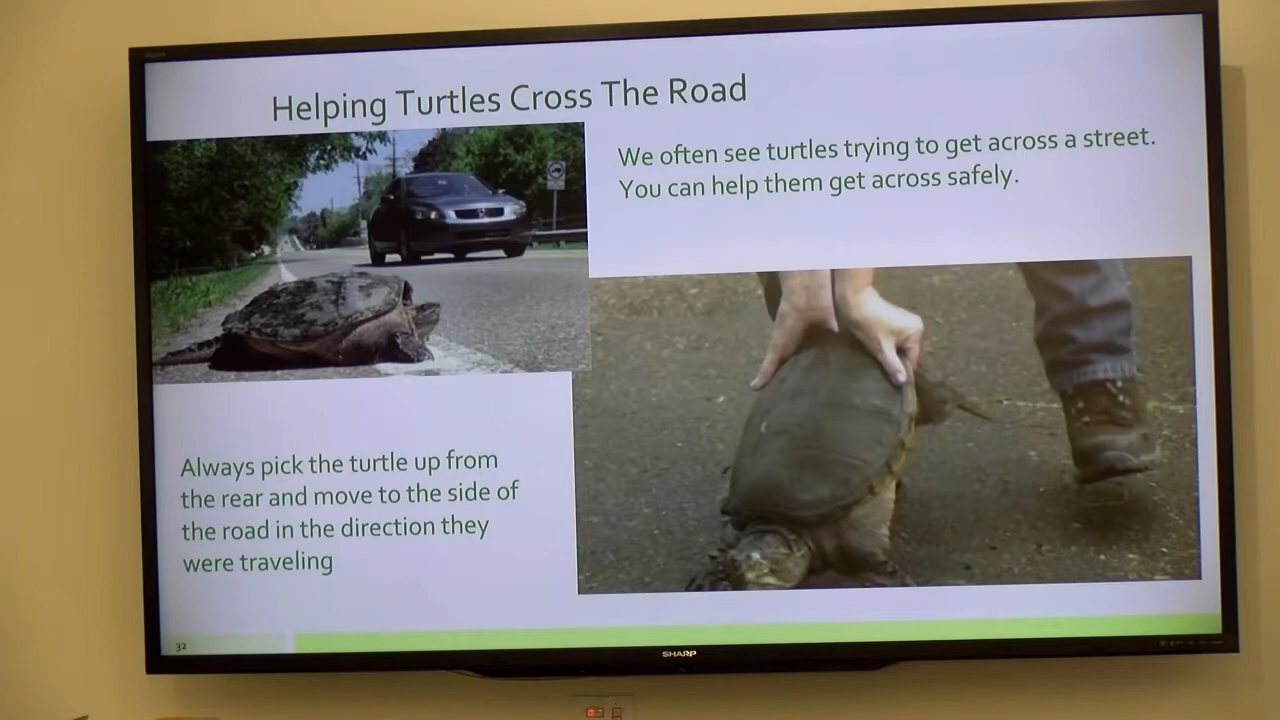 Helping Turtles Cross The Road
We often see turtles trying to get across a street.
You can help them get across safely.
Always pick the turtle up from
the rear and move to the side of
the road in the direction they
were traveling
32
SHARP